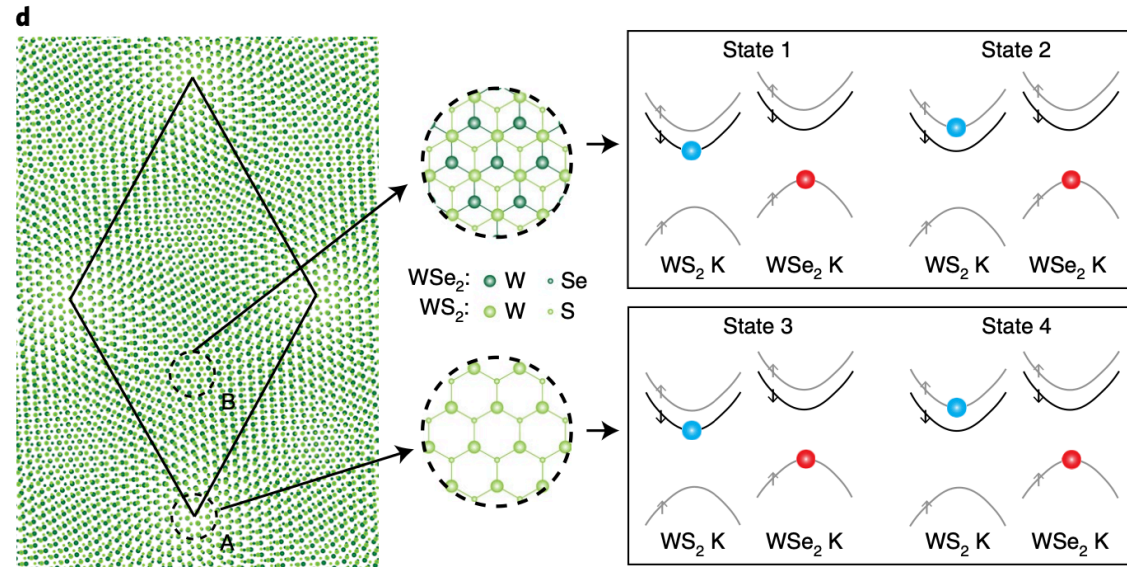 d
State 1
State 2
↑
↓
↑
↑
↓
↑
↑
↓
↑
↑
↓
↑
WS₂ K
WSe₂ K
WS₂ K
WSe₂ K
WSe₂: W Se
WS₂: W S
B
State 3
State 4
↑
↓
↑
↑
↓
↑
↑
↓
↑
↑
↓
↑
WS₂ K
WSe₂ K
WS₂ K
WSe₂ K
A